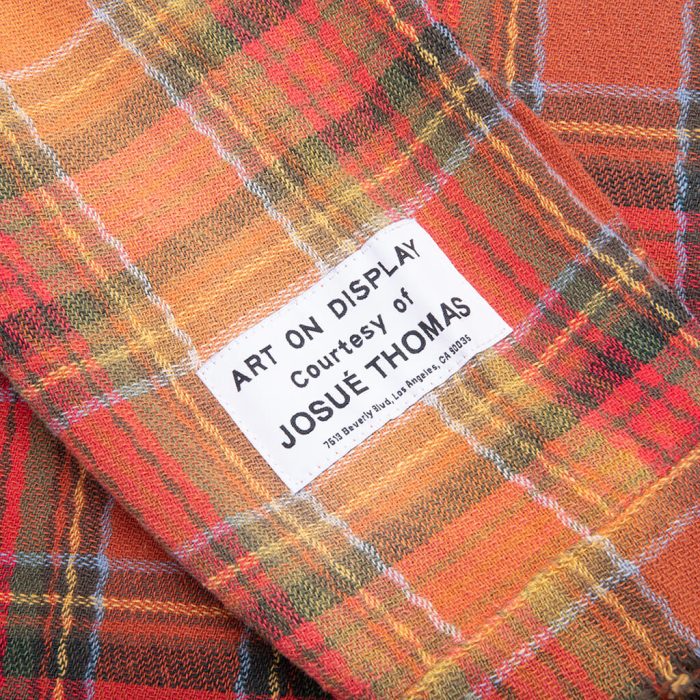 ART ON DISPLAY
Courtesy of
JOSUÉ THOMAS
7513 Beverly Blvd, Los Angeles, CA 90036